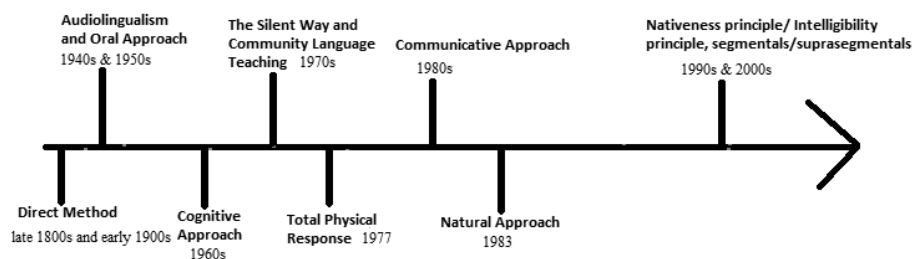 Audiolingualism
and Oral Approach
1940s & 1950s
The Silent Way and
Community Language
Teaching 1970s
Communicative Approach
1980s
Nativeness principle/ Intelligibility
principle, segmentals/suprasegmentals
1990s & 2000s
Direct Method
late 1800s and early 1900s
Cognitive
Approach
1960s
Total Physical
Response 1977
Natural Approach
1983